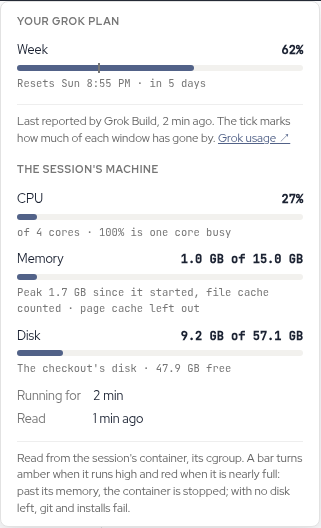 YOUR GROK PLAN
Week 62%
Resets Sun 8:55 PM · in 5 days
Last reported by Grok Build, 2 min ago. The tick marks
how much of each window has gone by. Grok usage ↗
THE SESSION'S MACHINE
CPU 27%
of 4 cores · 100% is one core busy
Memory 1.0 GB of 15.0 GB
Peak 1.7 GB since it started, file cache
counted · page cache left out
Disk 9.2 GB of 57.1 GB
The checkout's disk · 47.9 GB free
Running for 2 min
Read 1 min ago
Read from the session's container, its cgroup. A bar turns
amber when it runs high and red when it is nearly full:
past its memory, the container is stopped; with no disk
left, git and installs fail.